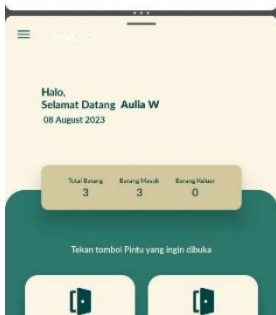 Halo,
Selamat Datang Aulia W
08 August 2023
Total Barang Barang Masuk Barang Keluar
3 3 0
Tekan tombol Pintu yang ingin dibuka